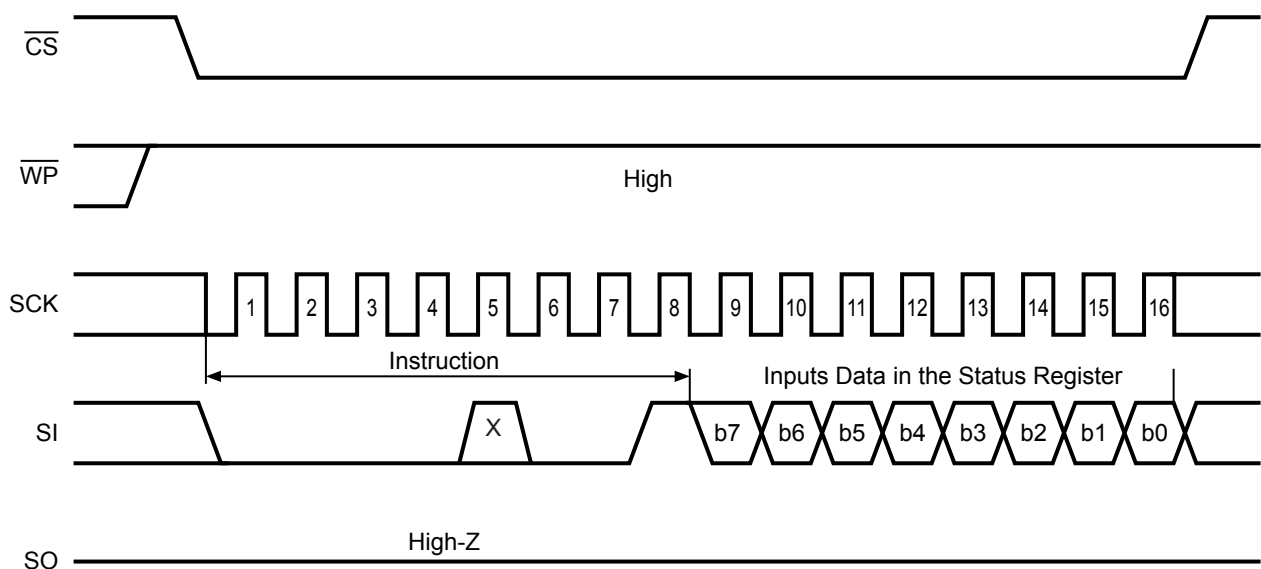 CS
WP
High
SCK
1 2 3 4 5 6 7 8 9 10 11 12 13 14 15 16
Instruction
Inputs Data in the Status Register
SI
X
b7 b6 b5 b4 b3 b2 b1 b0
High-Z
SO